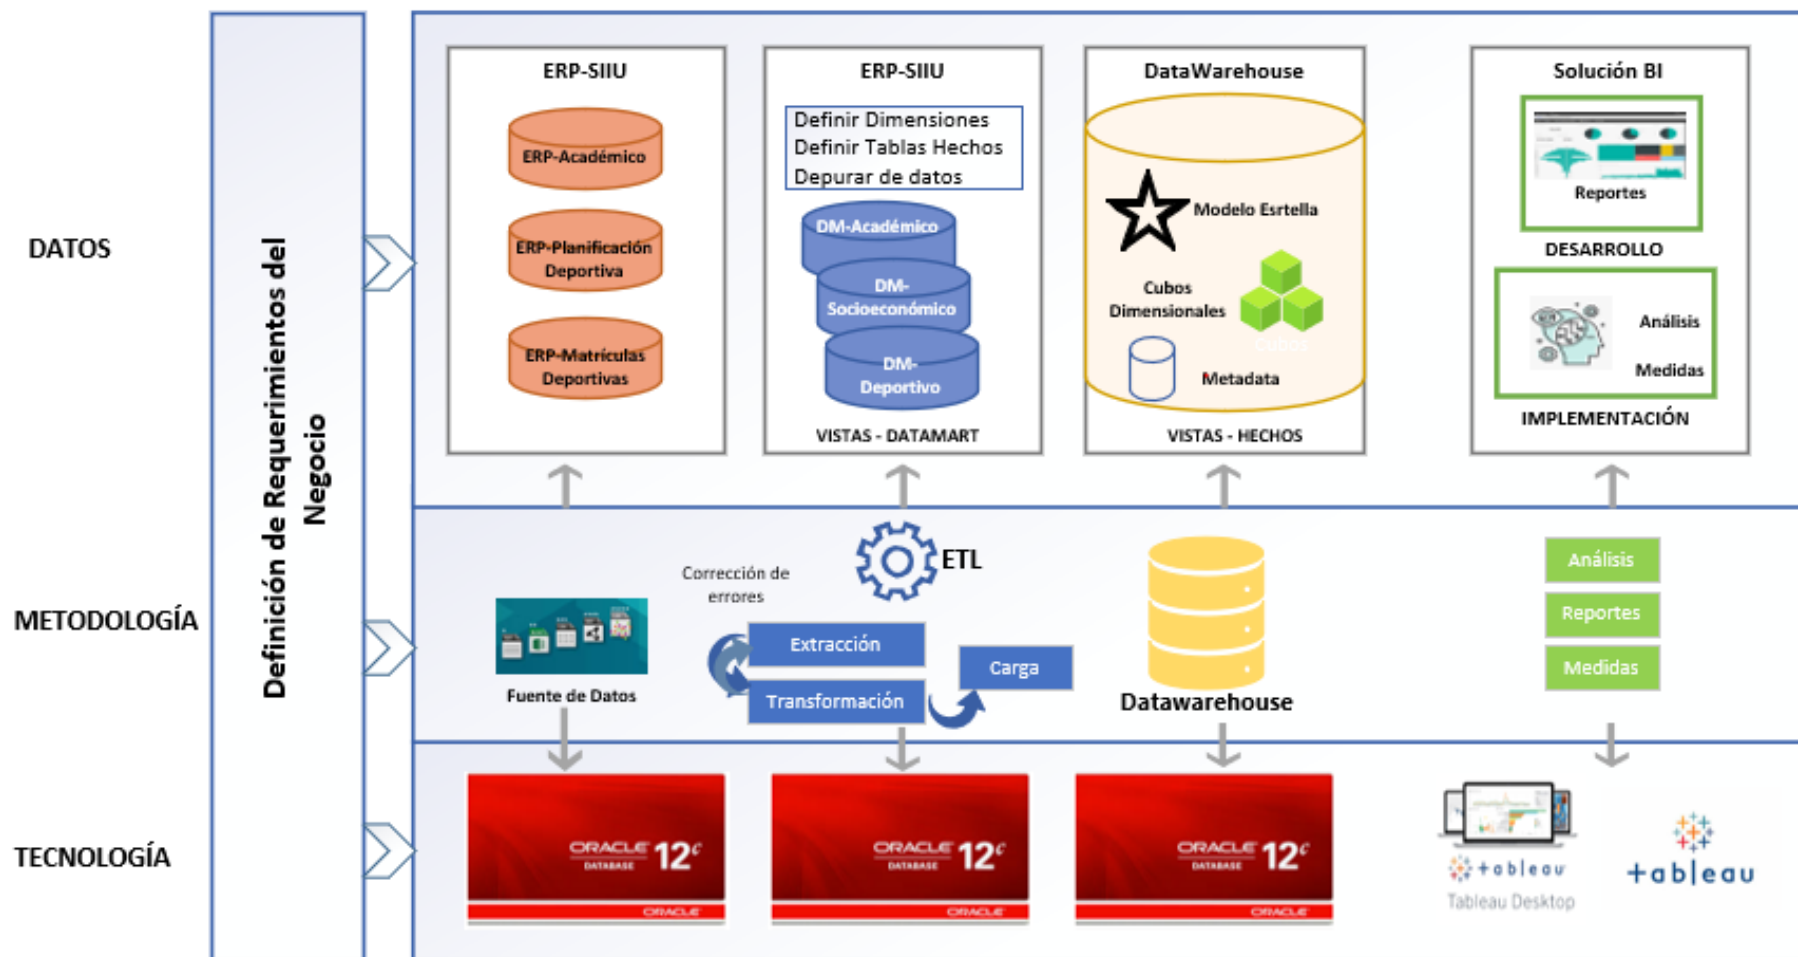 DATOS
METODOLOGÍA
TECNOLOGÍA
Definición de Requerimientos del
Negocio
ERP-SIIU
ERP-Académico
ERP-Planificación
Deportiva
ERP-Matrículas
Deportivas
ERP-SIIU
Definir Dimensiones
Definir Tablas Hechos
Depurar de datos
DM-Académico
DM-
Socioeconómico
DM-
Deportivo
VISTAS - DATAMART
DataWarehouse
Modelo Esrtella
Cubos
Dimensionales
Cubos
Metadata
VISTAS - HECHOS
Solución BI
Reportes
DESARROLLO
Análisis
Medidas
IMPLEMENTACIÓN
Fuente de Datos
ETL
Corrección de
errores
Extracción
Transformación
Carga
Datawarehouse
Análisis
Reportes
Medidas
ORACLE
DATABASE
12c
ORACLE
ORACLE
DATABASE
12c
ORACLE
ORACLE
DATABASE
12c
ORACLE
+ableau
Tableau Desktop
+ableau